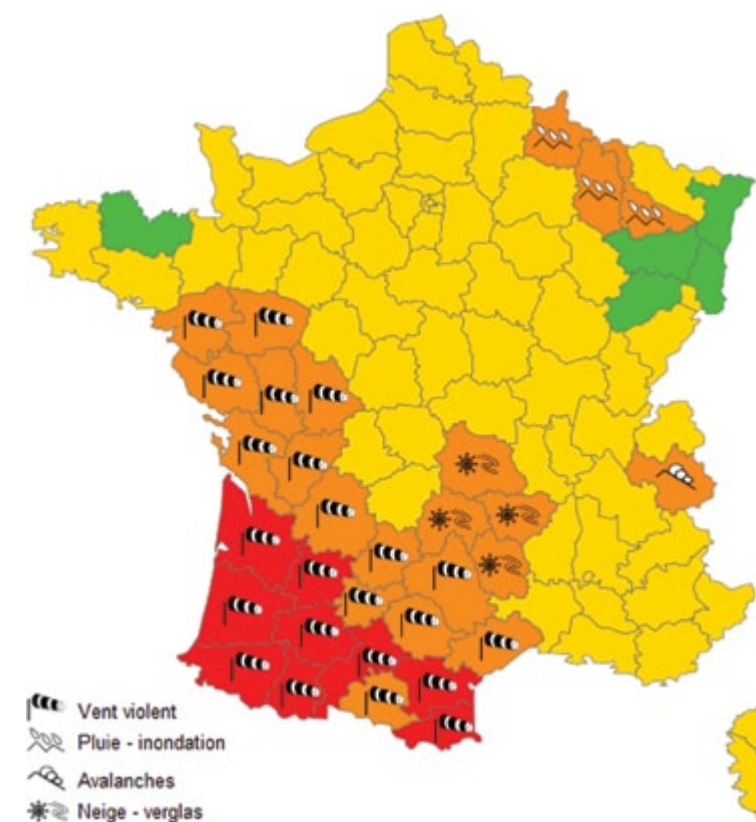 Vent violent
Pluie - inondation
Avalanches
Neige - verglas